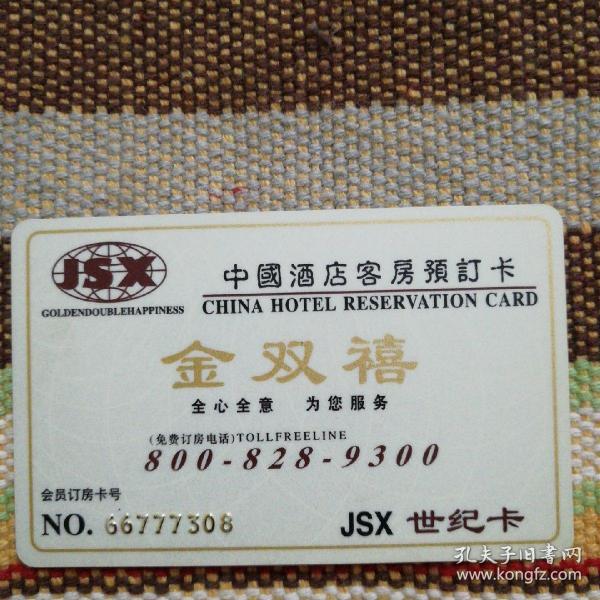 JSX
GOLDENDOUBLEHAPPINESS
中國酒店客房預訂卡
CHINA HOTEL RESERVATION CARD
金双禧
全心全意 为您服务
(免费订房电话)TOLLFREELINE
800-828-9300
会员订房卡号
NO. 66777308
JSX 世纪卡
孔夫子旧书网
www.kongfz.com